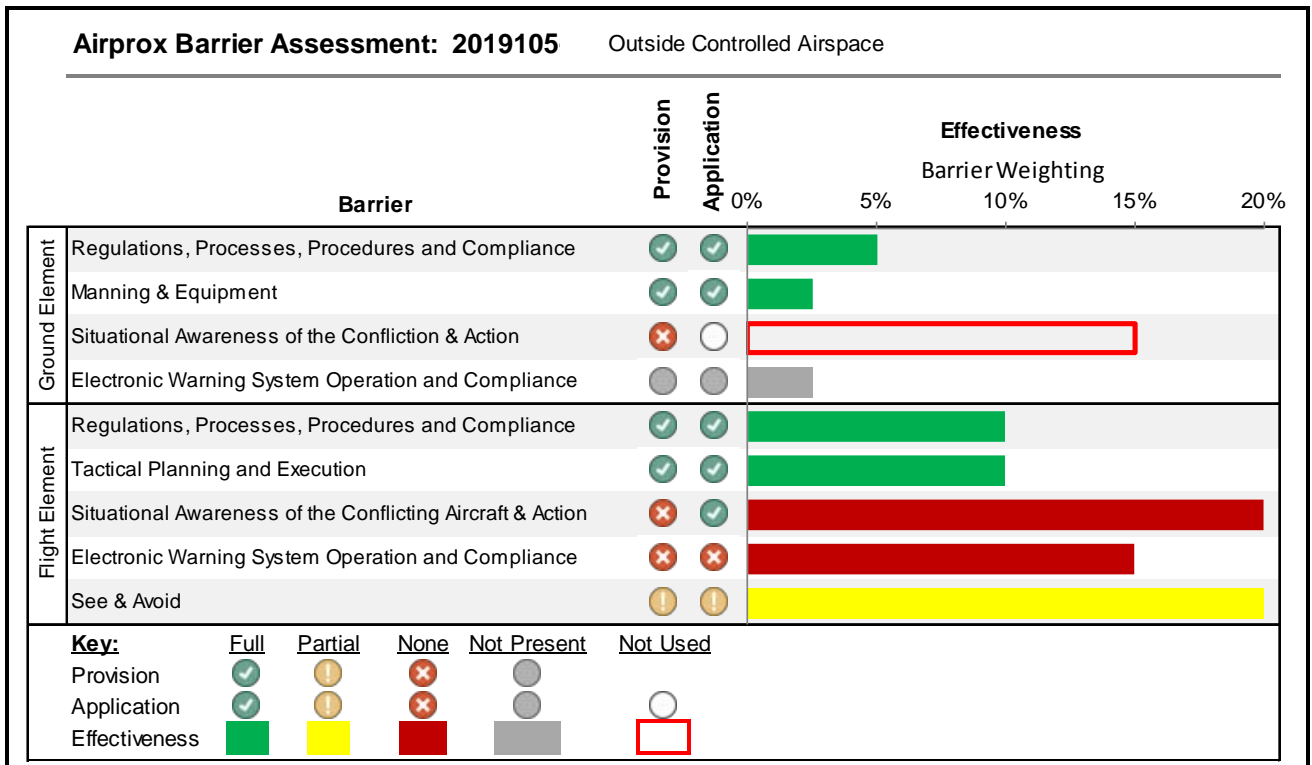 Airprox Barrier Assessment: 2019105 Outside Controlled Airspace
Provision
Application
Effectiveness
Barrier Weighting
Barrier
0% 5% 10% 15% 20%
Ground Element
Regulations, Processes, Procedures and Compliance
Manning & Equipment
Situational Awareness of the Confliction & Action
Electronic Warning System Operation and Compliance
Flight Element
Regulations, Processes, Procedures and Compliance
Tactical Planning and Execution
Situational Awareness of the Conflicting Aircraft & Action
Electronic Warning System Operation and Compliance
See & Avoid
Key: Full Partial None Not Present Not Used
Provision
Application
Effectiveness